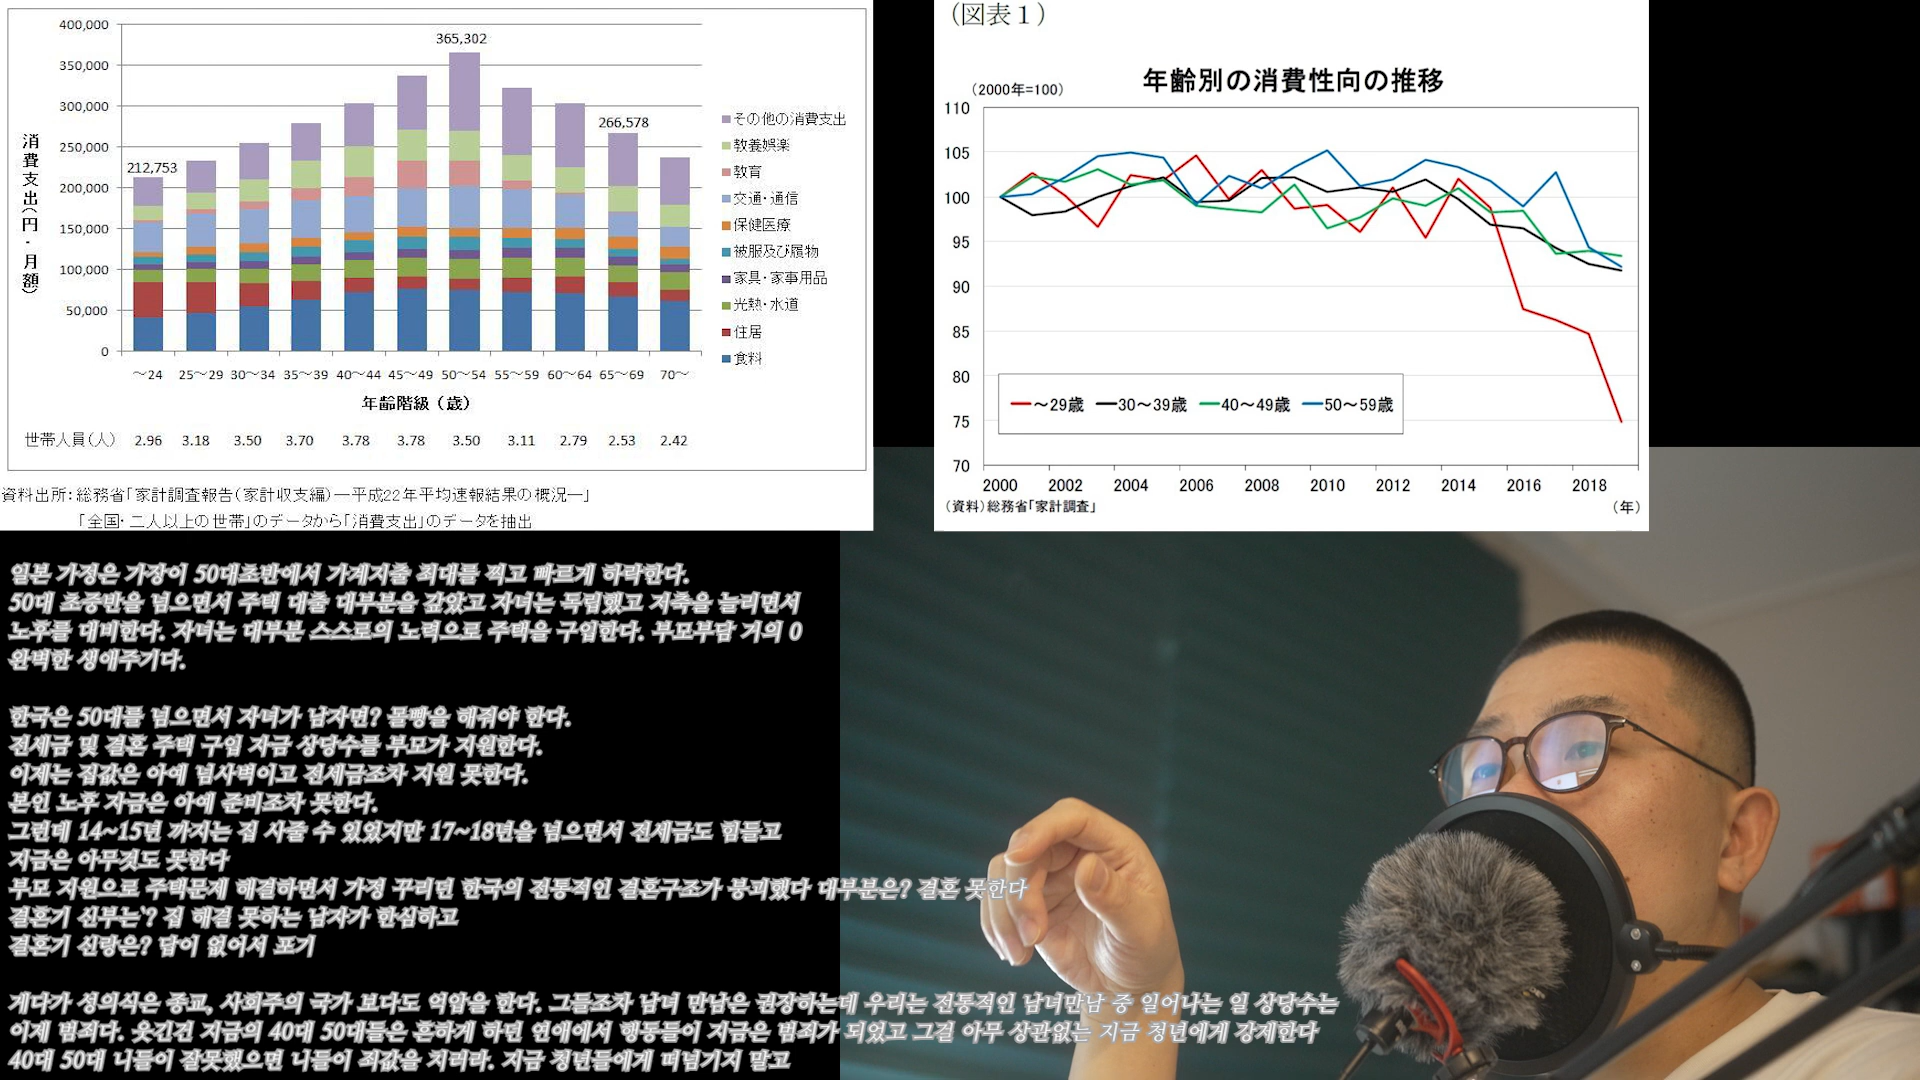 400,000
350,000
300,000
250,000
200,000
150,000
100,000
50,000
0
消費支出(円・月額)
212,753
365,302
266,578
その他の消費支出
教養娯楽
教育
交通・通信
保健医療
被服及び履物
家具・家事用品
光熱・水道
住居
食料
～24 25～29 30～34 35～39 40～44 45～49 50～54 55～59 60～64 65～69 70～
年齢階級（歳）
世帯人員(人) 2.96 3.18 3.50 3.70 3.78 3.78 3.50 3.11 2.79 2.53 2.42
資料出所：総務省「家計調査報告（家計収支編）―平成22年平均速報結果の概況―」
「全国・二人以上の世帯」のデータから「消費支出」のデータを抽出
（図表１）
年齢別の消費性向の推移
（2000年=100）
110
105
100
95
90
85
80
75
70
～29歳 30～39歳 40～49歳 50～59歳
2000 2002 2004 2006 2008 2010 2012 2014 2016 2018
（資料）総務省「家計調査」 （年）
일본 가정은 가장이 50대초반에서 가계지출 최대를 찍고 빠르게 하락한다.
50대 초중반을 넘으면서 주택 대출 대부분을 갚았고 자녀는 독립했고 저축을 늘리면서
노후를 대비한다. 자녀는 대부분 스스로의 노력으로 주택을 구입한다. 부모부담 거의 0
완벽한 생애주기다.
한국은 50대를 넘으면서 자녀가 남자면? 몰빵을 해줘야 한다.
전세금 및 결혼 주택 구입 자금 상당수를 부모가 지원한다.
이제는 집값은 아예 넘사벽이고 전세금조차 지원 못한다.
본인 노후 자금은 아예 준비조차 못한다.
그런데 14~15년 까지는 집 사줄 수 있었지만 17~18년을 넘으면서 전세금도 힘들고
지금은 아무것도 못한다
부모 지원으로 주택문제 해결하면서 가정 꾸리던 한국의 전통적인 결혼구조가 붕괴했다 대부분은? 결혼 못한다
결혼기 신부는? 집 해결 못하는 남자가 한심하고
결혼기 신랑은? 답이 없어서 포기
게다가 성의식은 종교, 사회주의 국가 보다도 억압을 한다. 그들조차 남녀 만남은 권장하는데 우리는 전통적인 남녀만남 중 일어나는 일 상당수는
이제 범죄다. 웃긴건 지금의 40대 50대들은 흔하게 하던 연애에서 행동들이 지금은 범죄가 되었고 그걸 아무 상관없는 지금 청년에게 강제한다
40대 50대 니들이 잘못했으면 니들이 죄값을 치러라. 지금 청년들에게 떠넘기지 말고